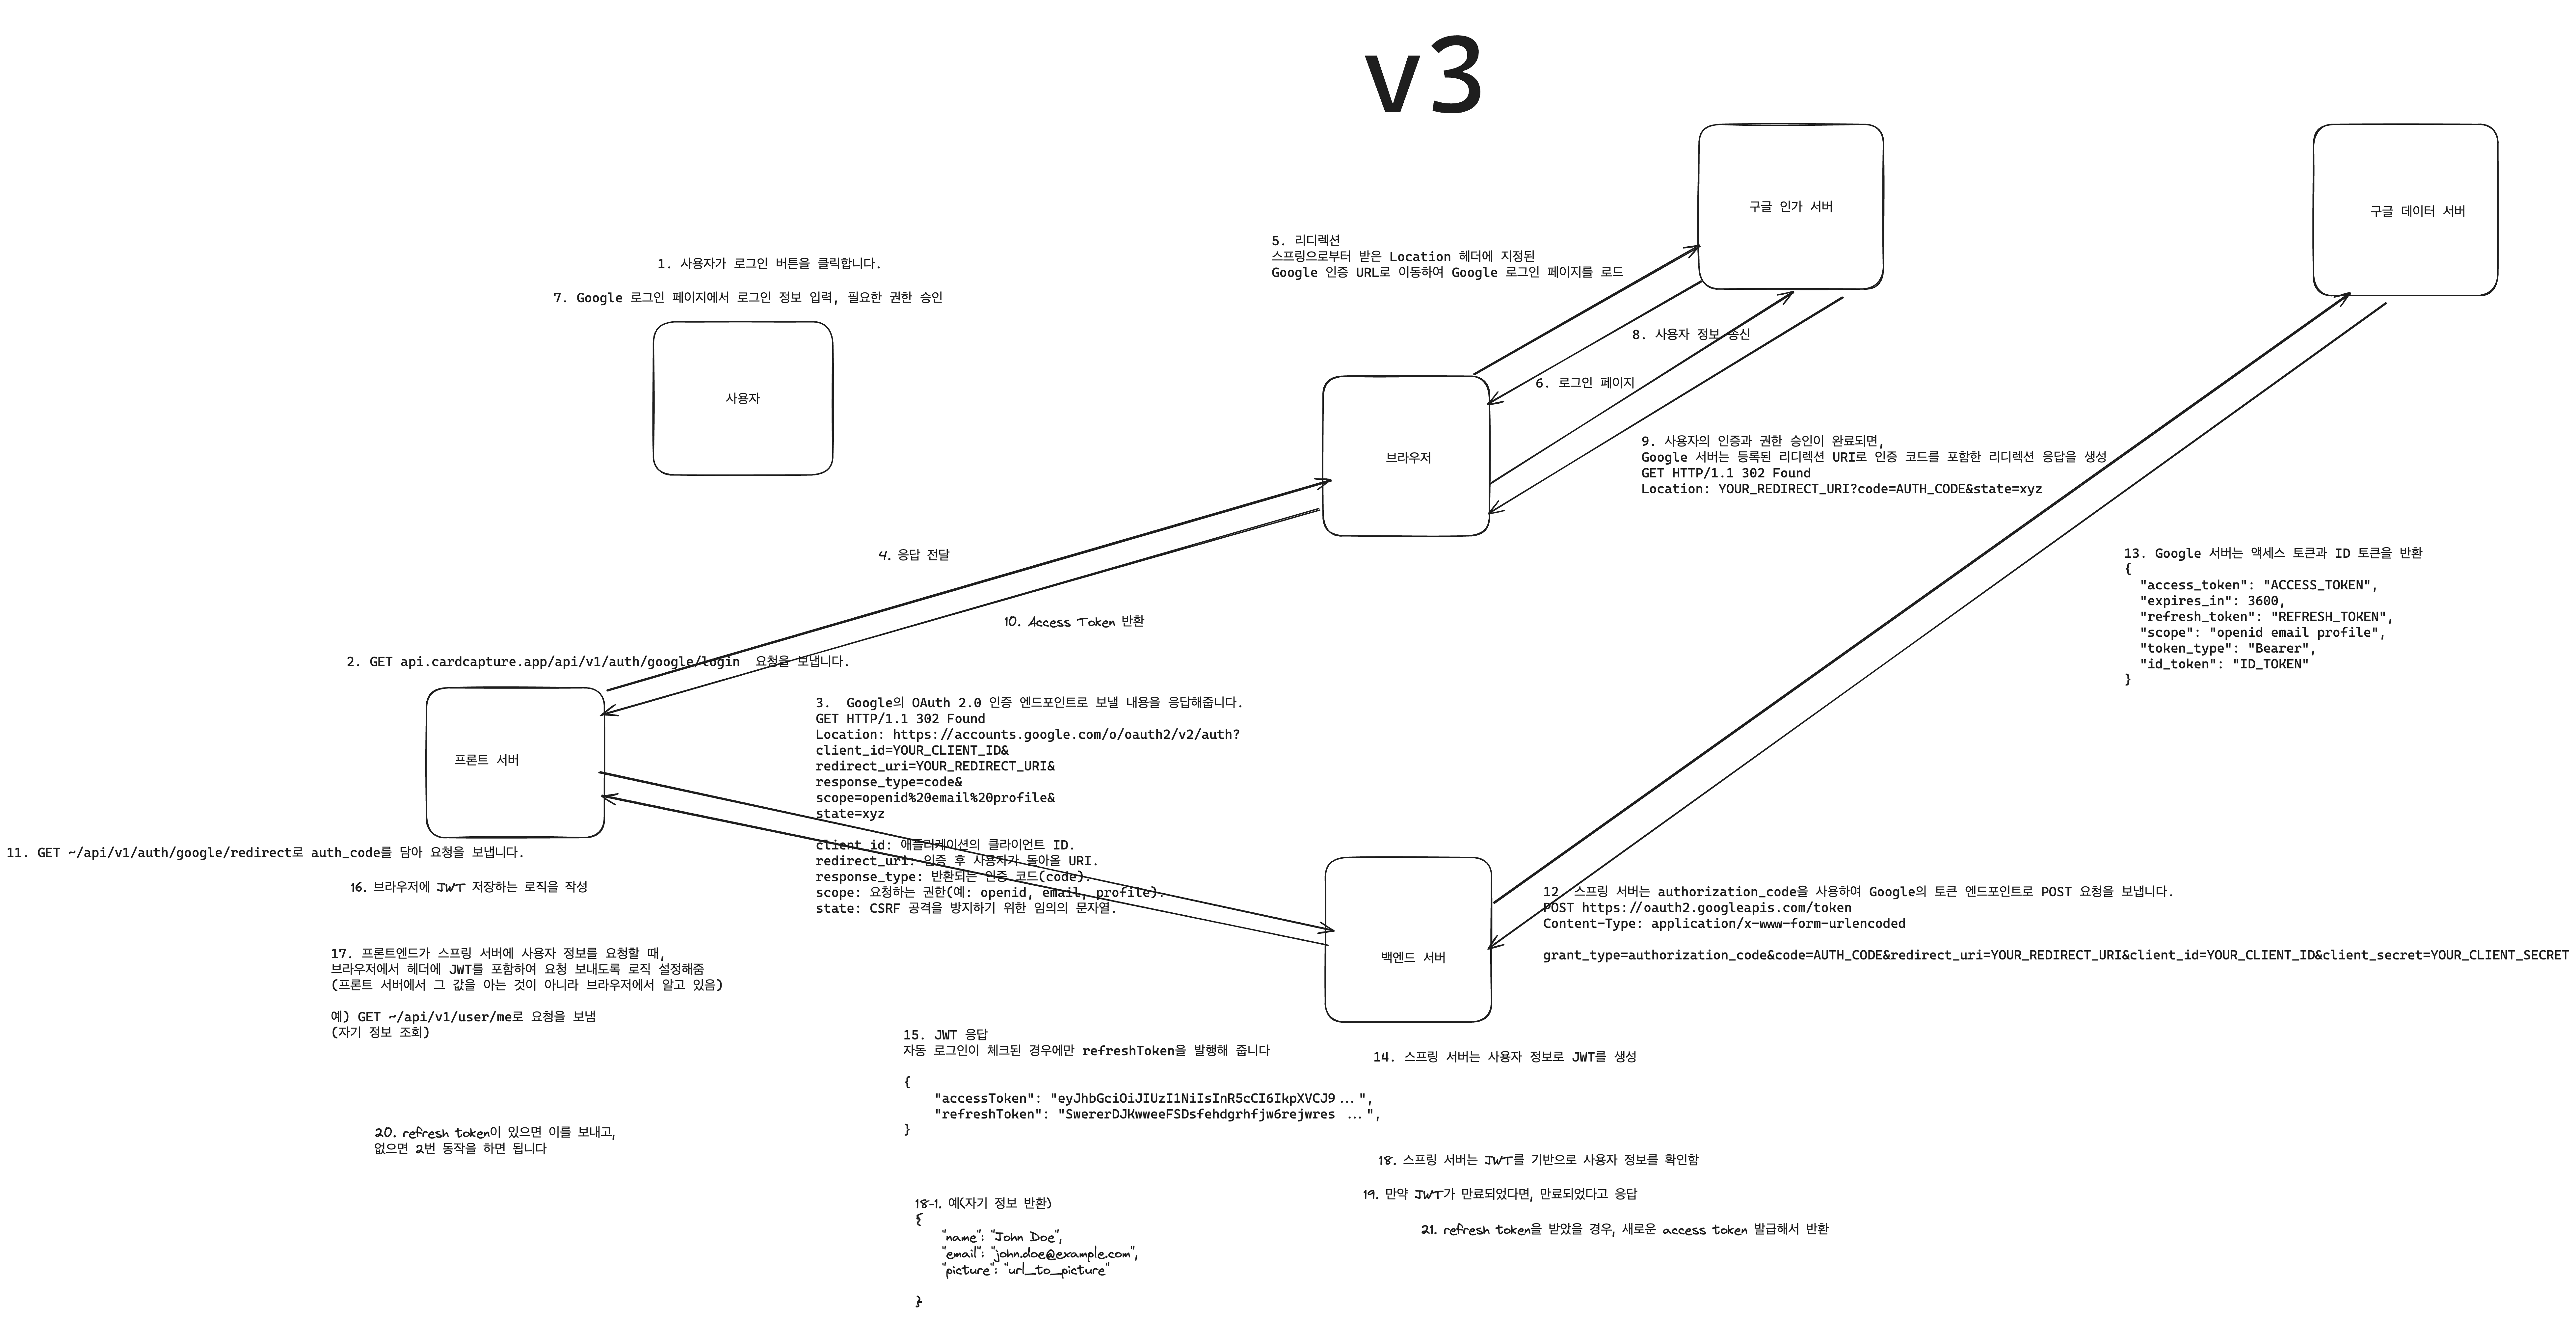 v3
구글 인가 서버
구글 데이터 서버
5. 리디렉션
스프링으로부터 받은 Location 헤더에 지정된
Google 인증 URL로 이동하여 Google 로그인 페이지를 로드
1. 사용자가 로그인 버튼을 클릭합니다.
7. Google 로그인 페이지에서 로그인 정보 입력, 필요한 권한 승인
사용자
8. 사용자 정보 송신
6. 로그인 페이지
브라우저
9. 사용자의 인증과 권한 승인이 완료되면,
Google 서버는 등록된 리디렉션 URI로 인증 코드를 포함한 리디렉션 응답을 생성
GET HTTP/1.1 302 Found
Location: YOUR_REDIRECT_URI?code=AUTH_CODE&state=xyz
4. 응답 전달
10. Access Token 반환
13. Google 서버는 액세스 토큰과 ID 토큰을 반환
{
"access_token": "ACCESS_TOKEN",
"expires_in": 3600,
"refresh_token": "REFRESH_TOKEN",
"scope": "openid email profile",
"token_type": "Bearer",
"id_token": "ID_TOKEN"
}
2. GET api.cardcapture.app/api/v1/auth/google/login 요청을 보냅니다.
프론트 서버
3. Google의 OAuth 2.0 인증 엔드포인트로 보낼 내용을 응답해줍니다.
GET HTTP/1.1 302 Found
Location: https://accounts.google.com/o/oauth2/v2/auth?
client_id=YOUR_CLIENT_ID&
redirect_uri=YOUR_REDIRECT_URI&
response_type=code&
scope=openid%20email%20profile&
state=xyz
client_id: 애플리케이션의 클라이언트 ID.
redirect_uri: 인증 후 사용자가 돌아올 URI.
response_type: 반환되는 인증 코드(code).
scope: 요청하는 권한(예: openid, email, profile).
state: CSRF 공격을 방지하기 위한 임의의 문자열.
11. GET ~/api/v1/auth/google/redirect로 auth_code를 담아 요청을 보냅니다.
16. 브라우저에 JWT 저장하는 로직을 작성
백엔드 서버
12. 스프링 서버는 authorization_code을 사용하여 Google의 토큰 엔드포인트로 POST 요청을 보냅니다.
POST https://oauth2.googleapis.com/token
Content-Type: application/x-www-form-urlencoded
grant_type=authorization_code&code=AUTH_CODE&redirect_uri=YOUR_REDIRECT_URI&client_id=YOUR_CLIENT_ID&client_secret=YOUR_CLIENT_SECRET
17. 프론트엔드가 스프링 서버에 사용자 정보를 요청할 때,
브라우저에서 헤더에 JWT를 포함하여 요청 보내도록 로직 설정해줌
(프론트 서버에서 그 값을 아는 것이 아니라 브라우저에서 알고 있음)
예) GET ~/api/v1/user/me로 요청을 보냄
(자기 정보 조회)
15. JWT 응답
자동 로그인이 체크된 경우에만 refreshToken을 발행해 줍니다
{
"accessToken": "eyJhbGciOiJIUzI1NiIsInR5cCI6IkpXVCJ9...",
"refreshToken": "SwererDJKwweeFSDsfehdgrhfjw6rejwres ...",
}
14. 스프링 서버는 사용자 정보로 JWT를 생성
20. refresh token이 있으면 이를 보내고,
없으면 2번 동작을 하면 됩니다
18. 스프링 서버는 JWT를 기반으로 사용자 정보를 확인함
19. 만약 JWT가 만료되었다면, 만료되었다고 응답
21. refresh token을 받았을 경우, 새로운 access token 발급해서 반환
18-1. 예(자기 정보 반환)
{
"name": "John Doe",
"email": "john.doe@example.com",
"picture": "url_to_picture"
}